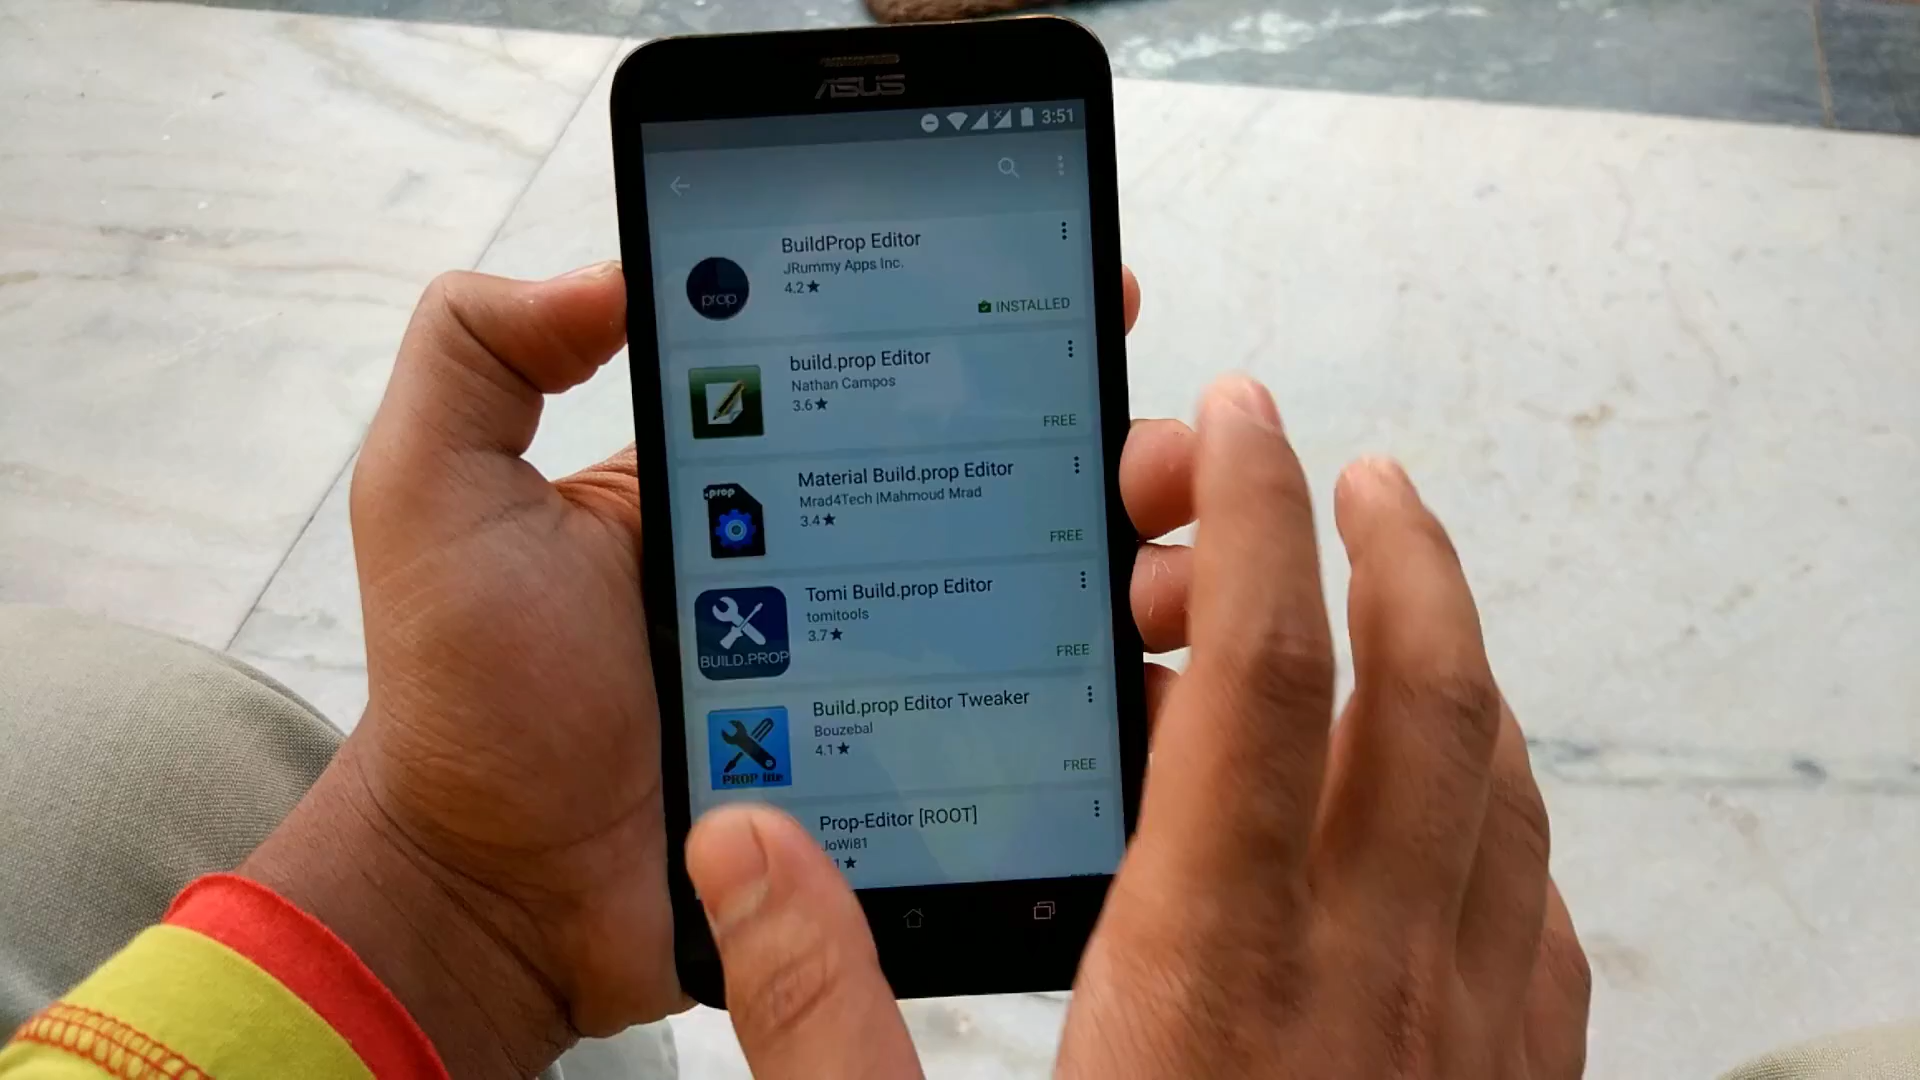 ASUS
3:51
BuildProp Editor
JRummy Apps Inc.
4.2★
prop
INSTALLED
build.prop Editor
Nathan Campos
3.6★
FREE
Material Build.prop Editor
Mrad4Tech |Mahmoud Mrad
.prop
3.4★
FREE
Tomi Build.prop Editor
tomitools
3.7★
BUILD.PROP
FREE
Build.prop Editor Tweaker
Bouzebal
4.1★
PROP lite
FREE
Prop-Editor [ROOT]
JoWi81